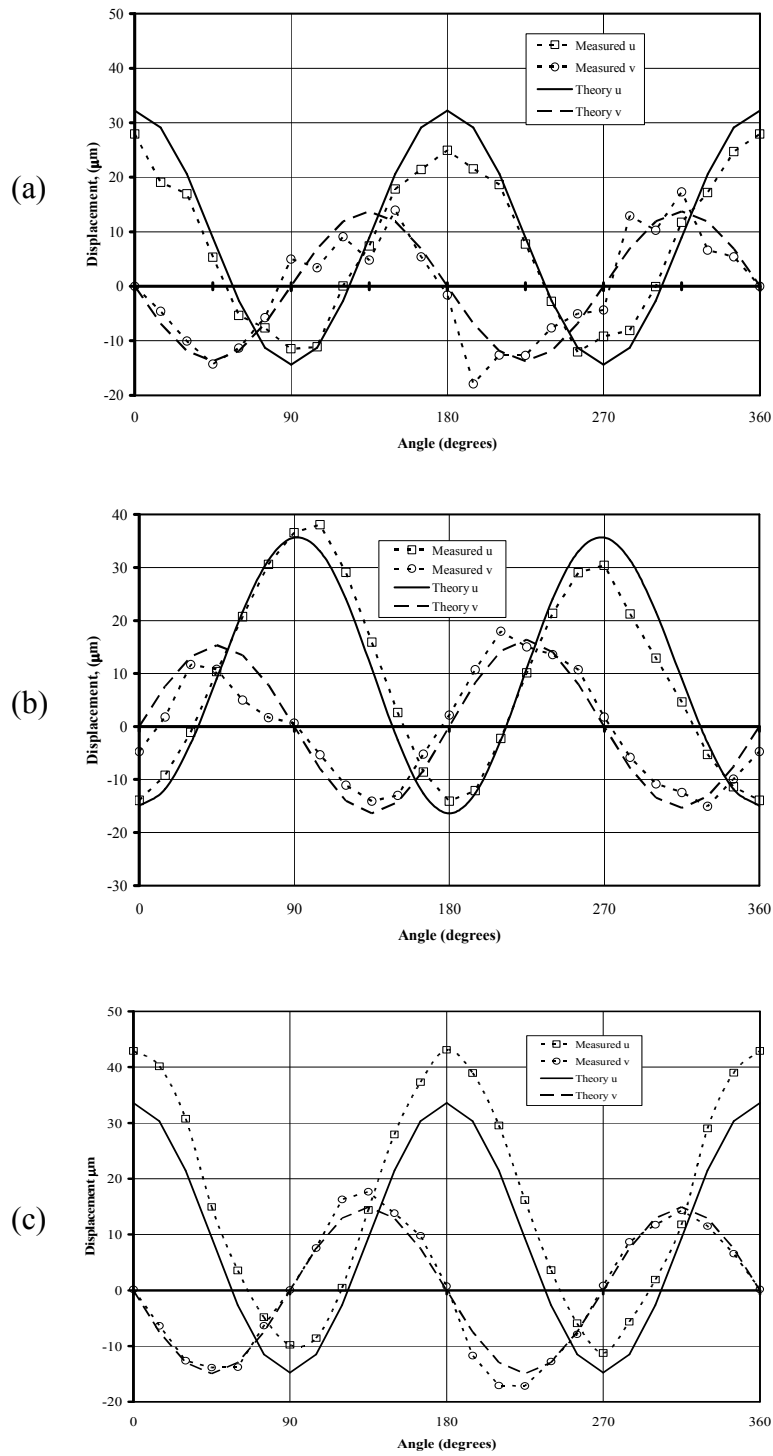 (a)
Displacement, (µm)
50
40
30
20
10
0
-10
-20
0
90
180
270
360
Angle (degrees)
Measured u
Measured v
Theory u
Theory v
(b)
Displacement, (µm)
40
30
20
10
0
-10
-20
-30
0
90
180
270
360
Angle (degrees)
Measured u
Measured v
Theory u
Theory v
(c)
Displacement µm
50
40
30
20
10
0
-10
-20
0
90
180
270
360
Angle (degrees)
Measured u
Measured v
Theory u
Theory v